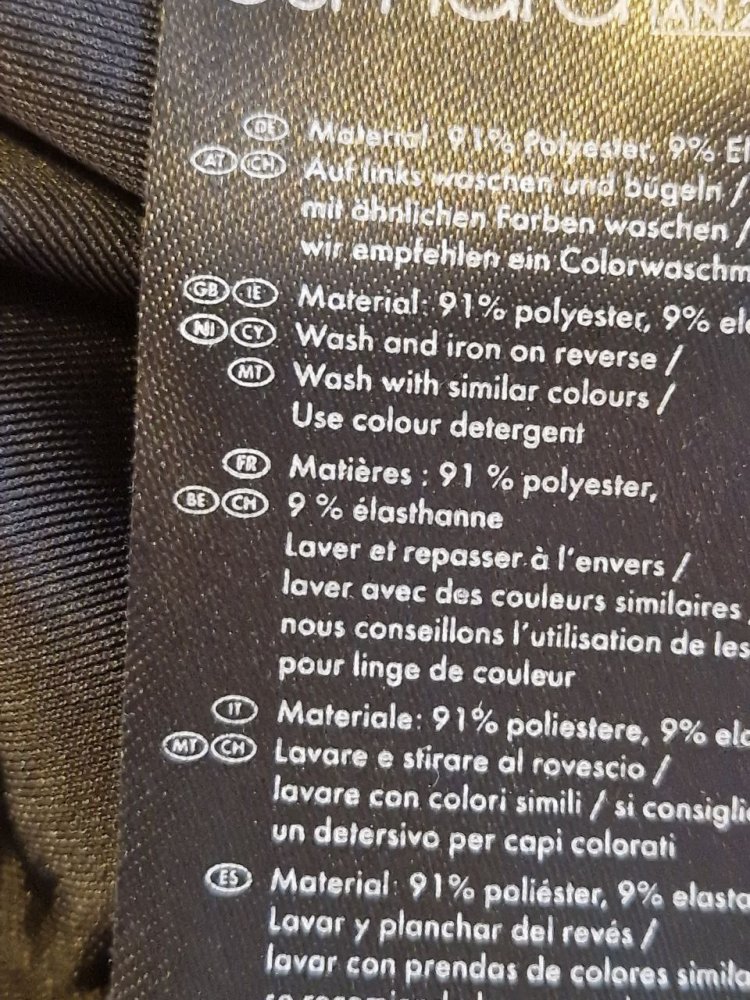 DE Material: 91% Polyester, 9% El
AT CH Auf links waschen und bügeln /
mit ähnlichen Farben waschen /
wir empfehlen ein Colorwaschm
GB IE Material: 91% polyester, 9% ela
NI CY Wash and iron on reverse /
MT Wash with similar colours /
Use colour detergent
FR Matières : 91 % polyester,
BE CH 9 % élasthanne
Laver et repasser à l'envers /
laver avec des couleurs similaires
nous conseillons l'utilisation de les
pour linge de couleur
IT Materiale: 91% poliestere, 9% ela
MT CH Lavare e stirare al rovescio /
lavare con colori simili / si consiglia
un detersivo per capi colorati
ES Material: 91% poliéster, 9% elasta
Lavar y planchar del revés /
lavar con prendas de colores simila